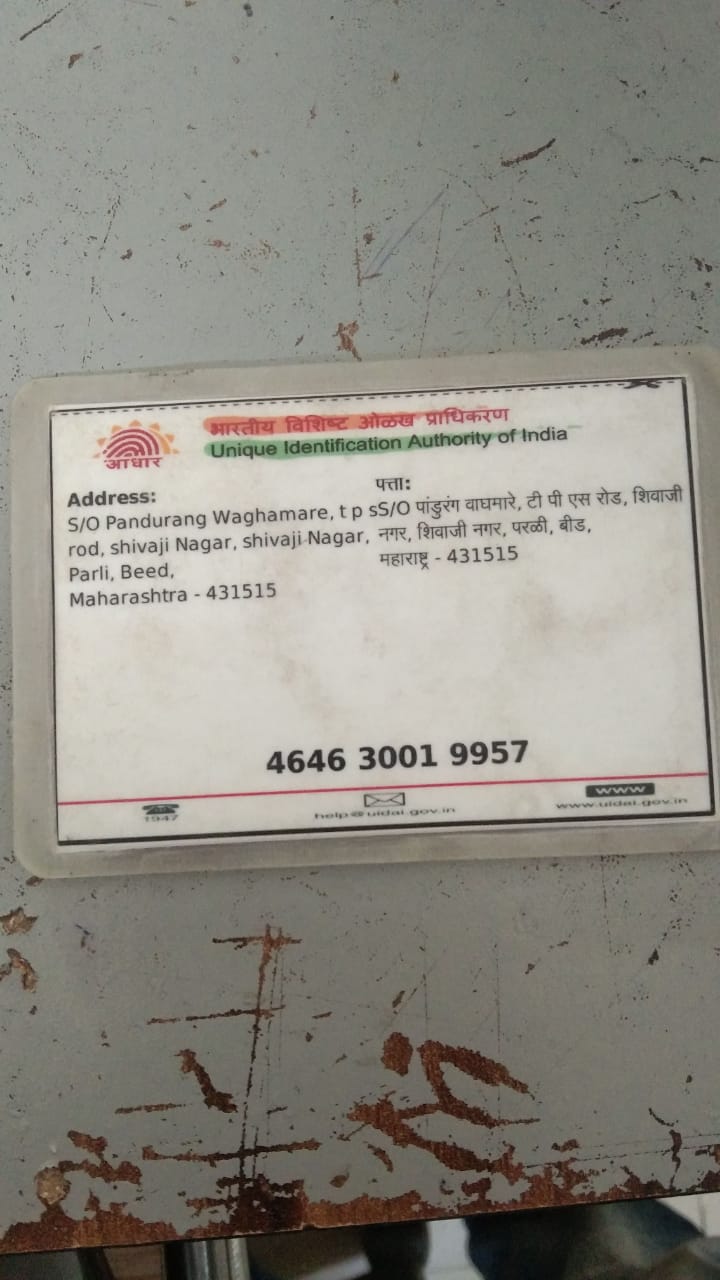 भारतीय विशिष्ट ओळख प्राधिकरण
Unique Identification Authority of India
आधार
Address:
S/O Pandurang Waghamare, t p s
rod, shivaji Nagar, shivaji Nagar,
Parli, Beed,
Maharashtra - 431515
पत्ता:
S/O पांडुरंग वाघमारे, टी पी एस रोड, शिवाजी
नगर, शिवाजी नगर, परळी, बीड,
महाराष्ट्र - 431515
4646 3001 9957
1947
help@uidai.gov.in
www
www.uidai.gov.in